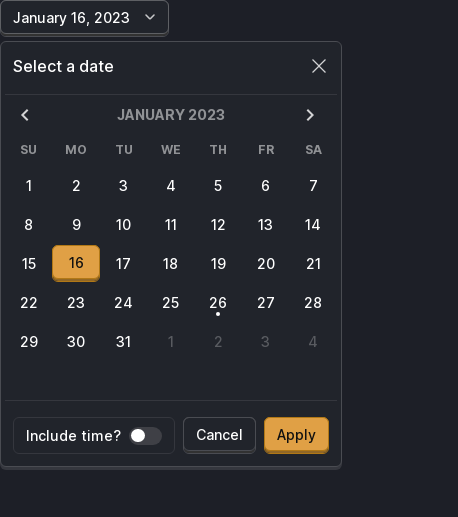 January 16, 2023
Select a date
JANUARY 2023
SU MO TU WE TH FR SA
1 2 3 4 5 6 7
8 9 10 11 12 13 14
15 16 17 18 19 20 21
22 23 24 25 26 27 28
29 30 31 1 2 3 4
Include time? Cancel Apply